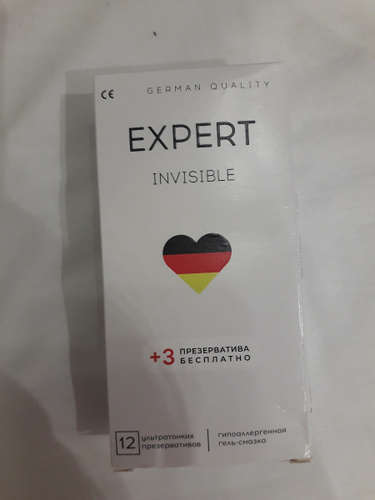 CE GERMAN QUALITY
EXPERT
INVISIBLE
+3 ПРЕЗЕРВАТИВА
БЕСПЛАТНО
12 ультратонких
презервативов
гипоаллергенная
гель-смазка